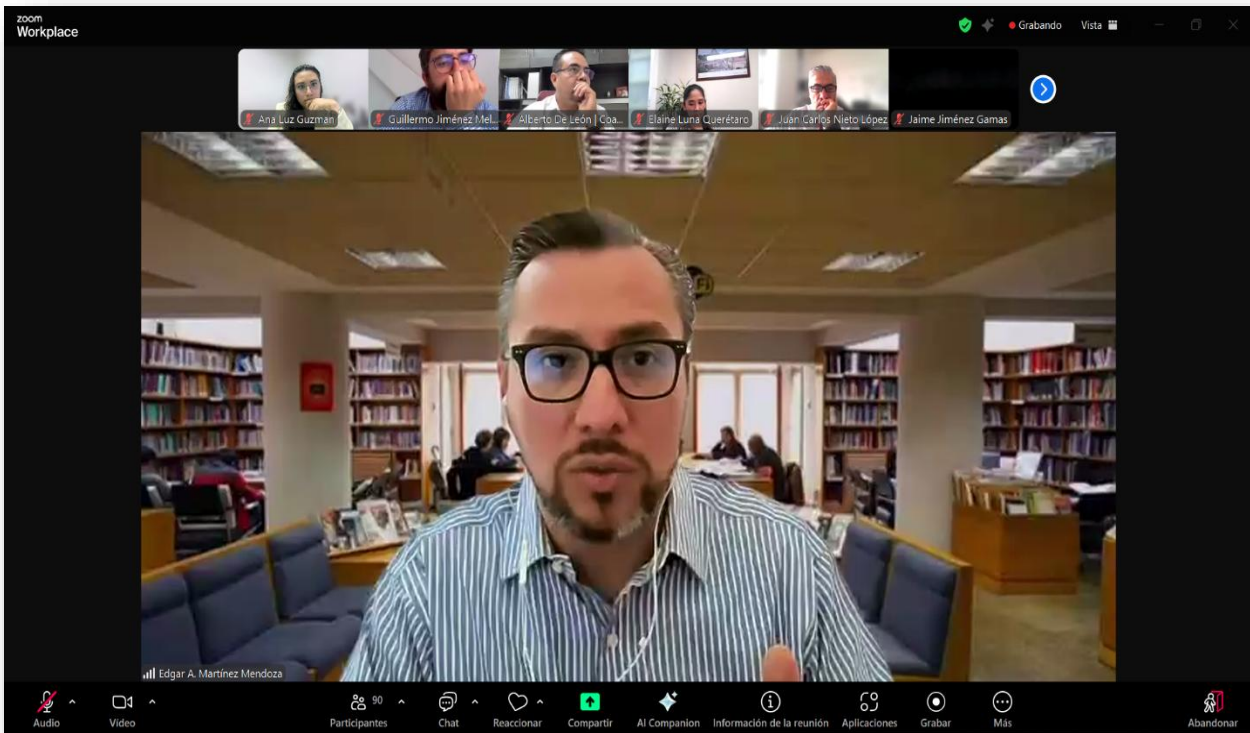 zoom
Workplace
Grabando
Vista
Ana Luz Guzman
Guillermo Jiménez Mel...
Alberto De León | Coa...
Elaine Luna Querétaro
Juan Carlos Nieto López
Jaime Jiménez Gamas
Fi
Edgar A. Martínez Mendoza
90
Audio
Vídeo
Participantes
Chat
Reaccionar
Compartir
AI Companion
Información de la reunión
Aplicaciones
Grabar
Más
Abandonar